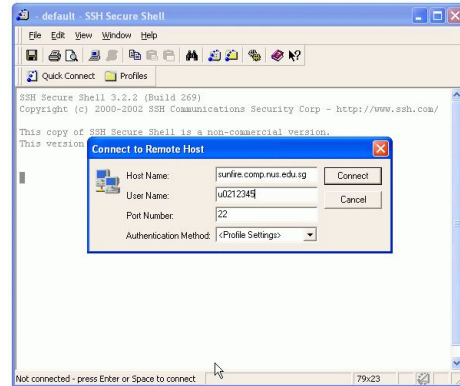 - default - SSH Secure Shell
File Edit View Window Help
Quick Connect Profiles
SSH Secure Shell 3.2.2 (Build 269)
Copyright (c) 2000-2002 SSH Communications Security Corp - http://www.ssh.com/
This copy of SSH Secure Shell is a non-commercial version.
This version
Connect to Remote Host
Host Name: sunfire.comp.nus.edu.sg Connect
User Name: u0212345 Cancel
Port Number: 22
Authentication Method: <Profile Settings>
Not connected - press Enter or Space to connect 79x23